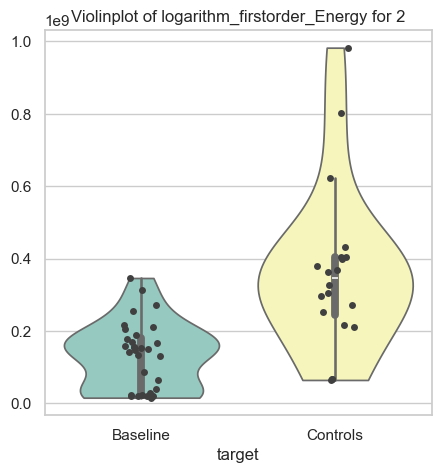 1e9
Violinplot of logarithm_firstorder_Energy for 2
1.0
0.8
0.6
0.4
0.2
0.0
Baseline
Controls
target